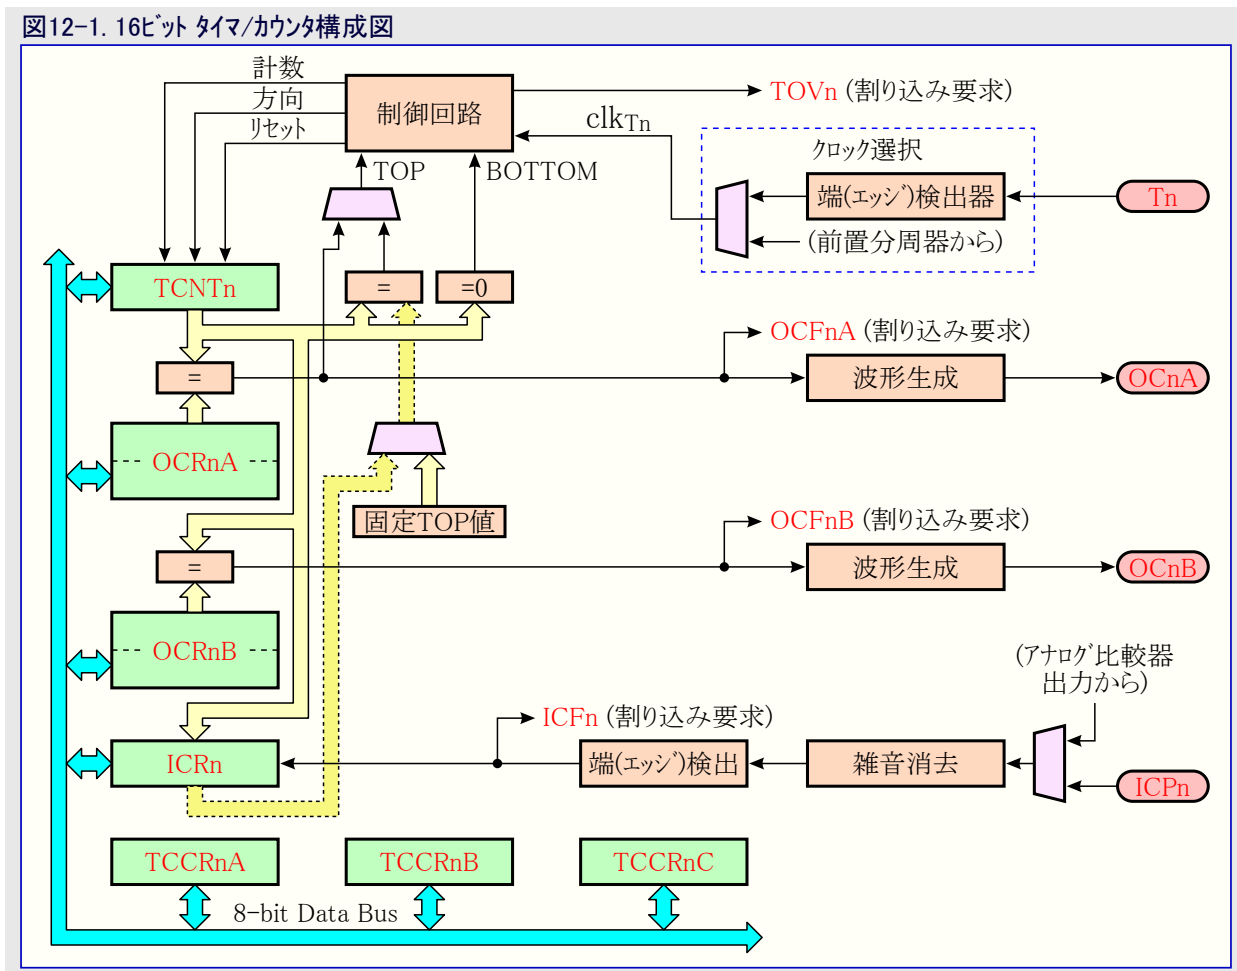 図12-1. 16ビット タイマ/カウンタ構成図
計数
方向
リセット
制御回路
TOVn (割り込み要求)
clkTn
TOP
BOTTOM
クロック選択
端(エッジ)検出器
Tn
(前置分周器から)
TCNTn
=
=0
OCFnA (割り込み要求)
=
波形生成
OCnA
OCRnA
固定TOP値
OCFnB (割り込み要求)
=
波形生成
OCnB
OCRnB
(アナログ比較器
出力から)
ICFn (割り込み要求)
ICRn
端(エッジ)検出
雑音消去
ICPn
TCCRnA
TCCRnB
TCCRnC
8-bit Data Bus